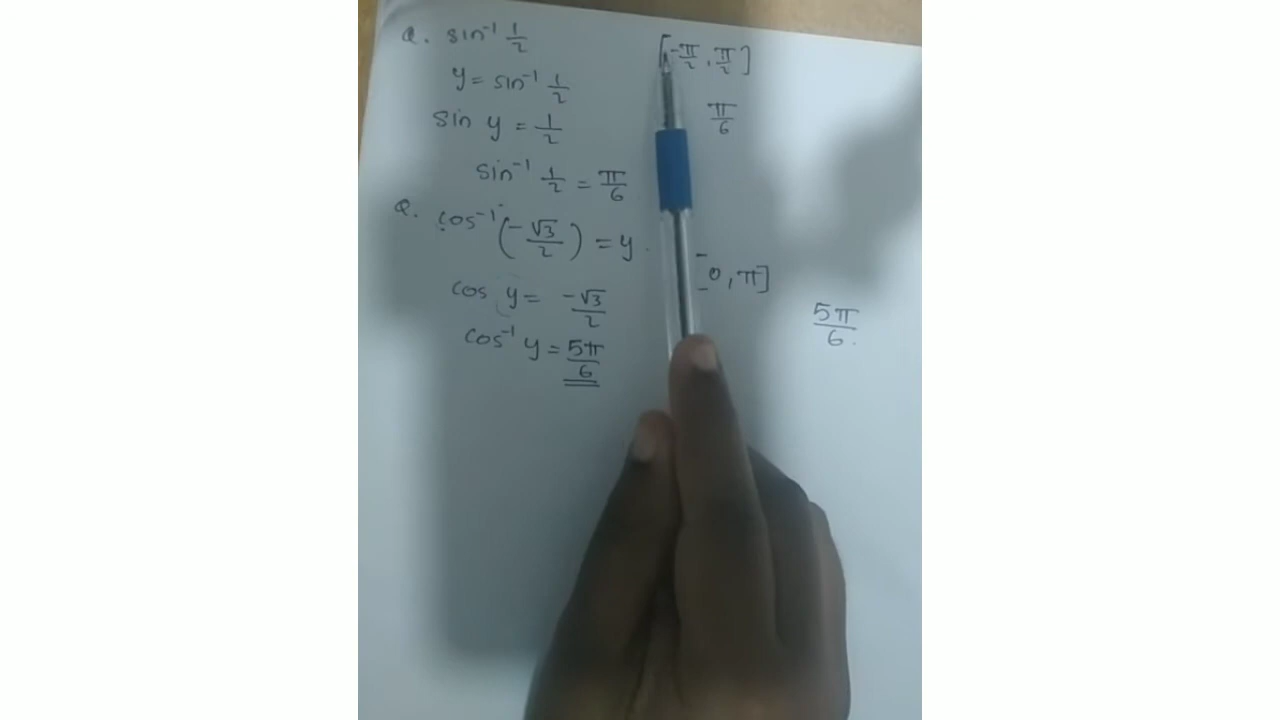 Q. sin⁻¹ 1/2 [-π/2, π/2]
y = sin⁻¹ 1/2
sin y = 1/2 π/6
sin⁻¹ 1/2 = π/6
Q. cos⁻¹ (-√3/2) = y.
[0, π]
cos y = -√3/2
5π/6.
cos⁻¹ y = 5π/6